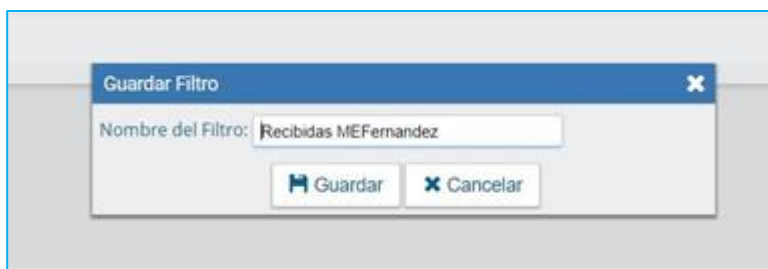 Guardar Filtro
Nombre del Filtro: Recibidas MEFernandez
Guardar Cancelar